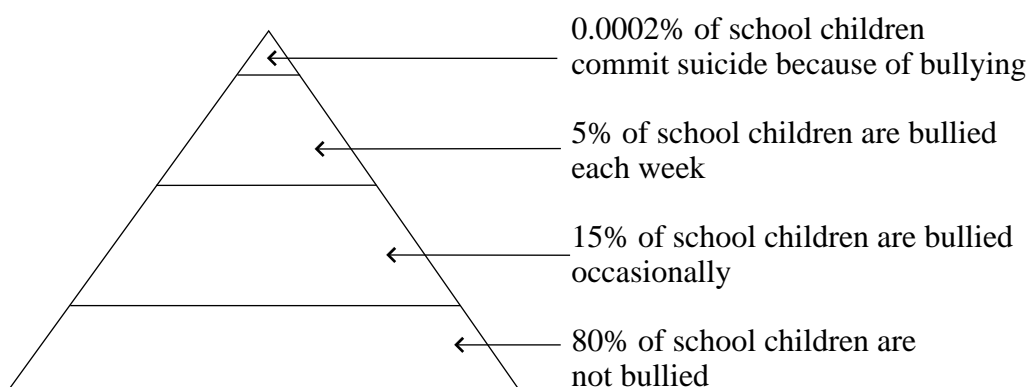 0.0002% of school children
commit suicide because of bullying
5% of school children are bullied
each week
15% of school children are bullied
occasionally
80% of school children are
not bullied